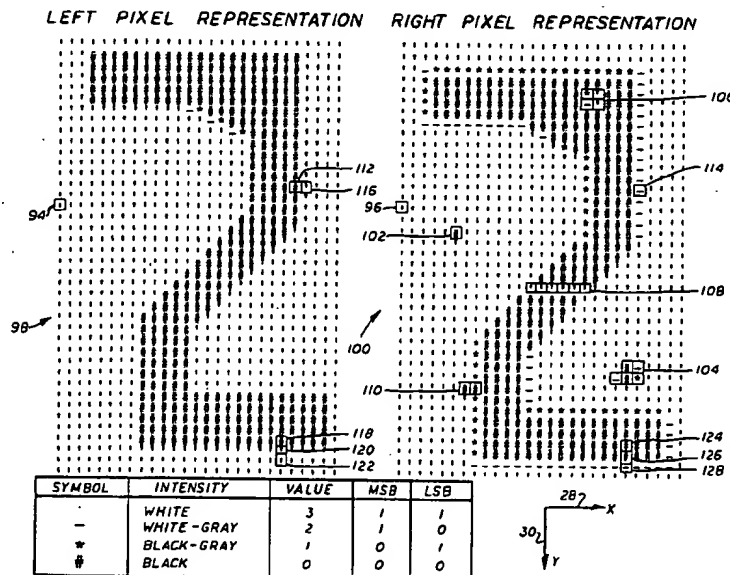 LEFT PIXEL REPRESENTATION
RIGHT PIXEL REPRESENTATION
106
112
116
114
94
96
102
98
108
100
104
110
118
120
122
124
126
128
SYMBOL INTENSITY VALUE MSB LSB
· WHITE 3 1 1
— WHITE-GRAY 2 1 0
* BLACK-GRAY 1 0 1
# BLACK 0 0 0
28 X
30
Y